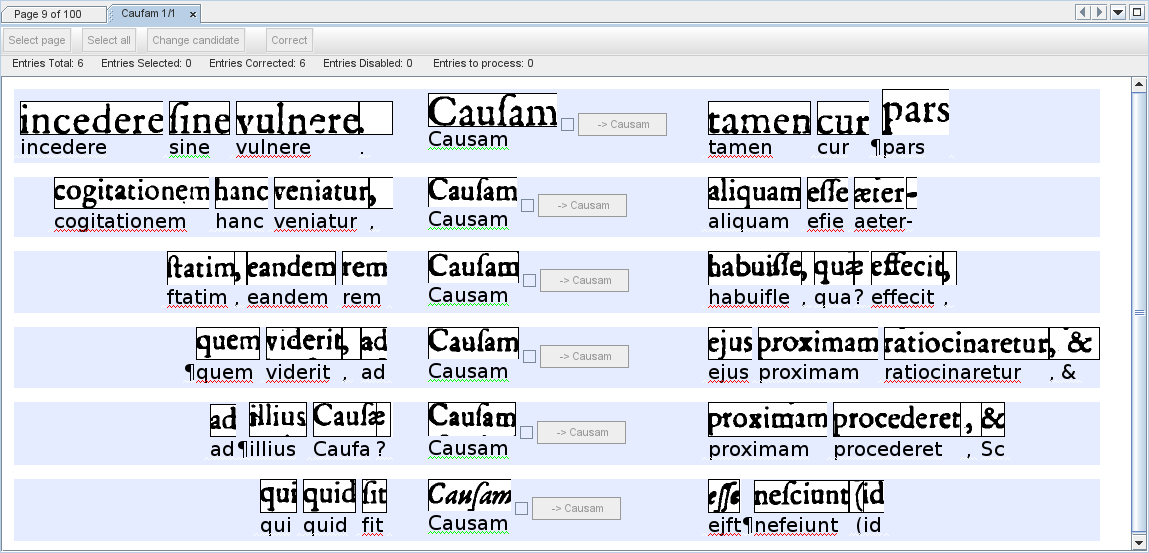 Page 9 of 100 Caufam 1/1
Select page Select all Change candidate Correct
Entries Total: 6 Entries Selected: 0 Entries Corrected: 6 Entries Disabled: 0 Entries to process: 0
incedere ſine vulnere. Cauſam -> Causam tamen cur pars
incedere sine vulnere . Causam tamen cur ¶pars
cogitationem hanc veniatur, Cauſam -> Causam aliquam eſſe æter-
cogitationem hanc veniatur , Causam aliquam efie aeter-
ſtatim, eandem rem Cauſam -> Causam habuiſſe, quæ effecit,
ftatim , eandem rem Causam habuifle , qua? effecit ,
quem viderit, ad Cauſam -> Causam ejus proximam ratiocinaretur, &
¶quem viderit , ad Causam ejus proximam ratiocinaretur , &
ad illius Cauſæ Cauſam -> Causam proximam procederet, &
ad ¶illius Caufa ? Causam proximam procederet , Sc
qui quid ſit Cauſam -> Causam eſſe neſciunt (id
qui quid fit Causam ejft ¶nefeiunt (id